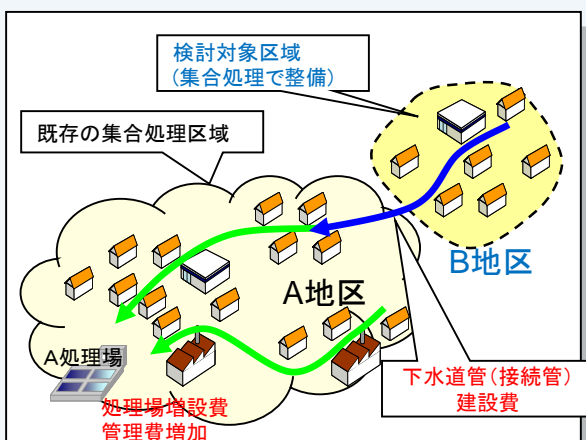 検討対象区域
(集合処理で整備)
既存の集合処理区域
B地区
A地区
A処理場
処理場増設費
管理費増加
下水道管(接続管)
建設費